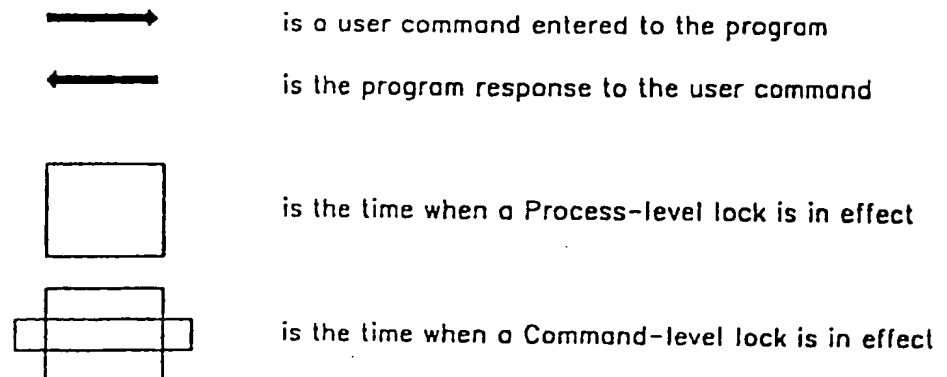 is a user command entered to the program
is the program response to the user command
is the time when a Process-level lock is in effect
is the time when a Command-level lock is in effect